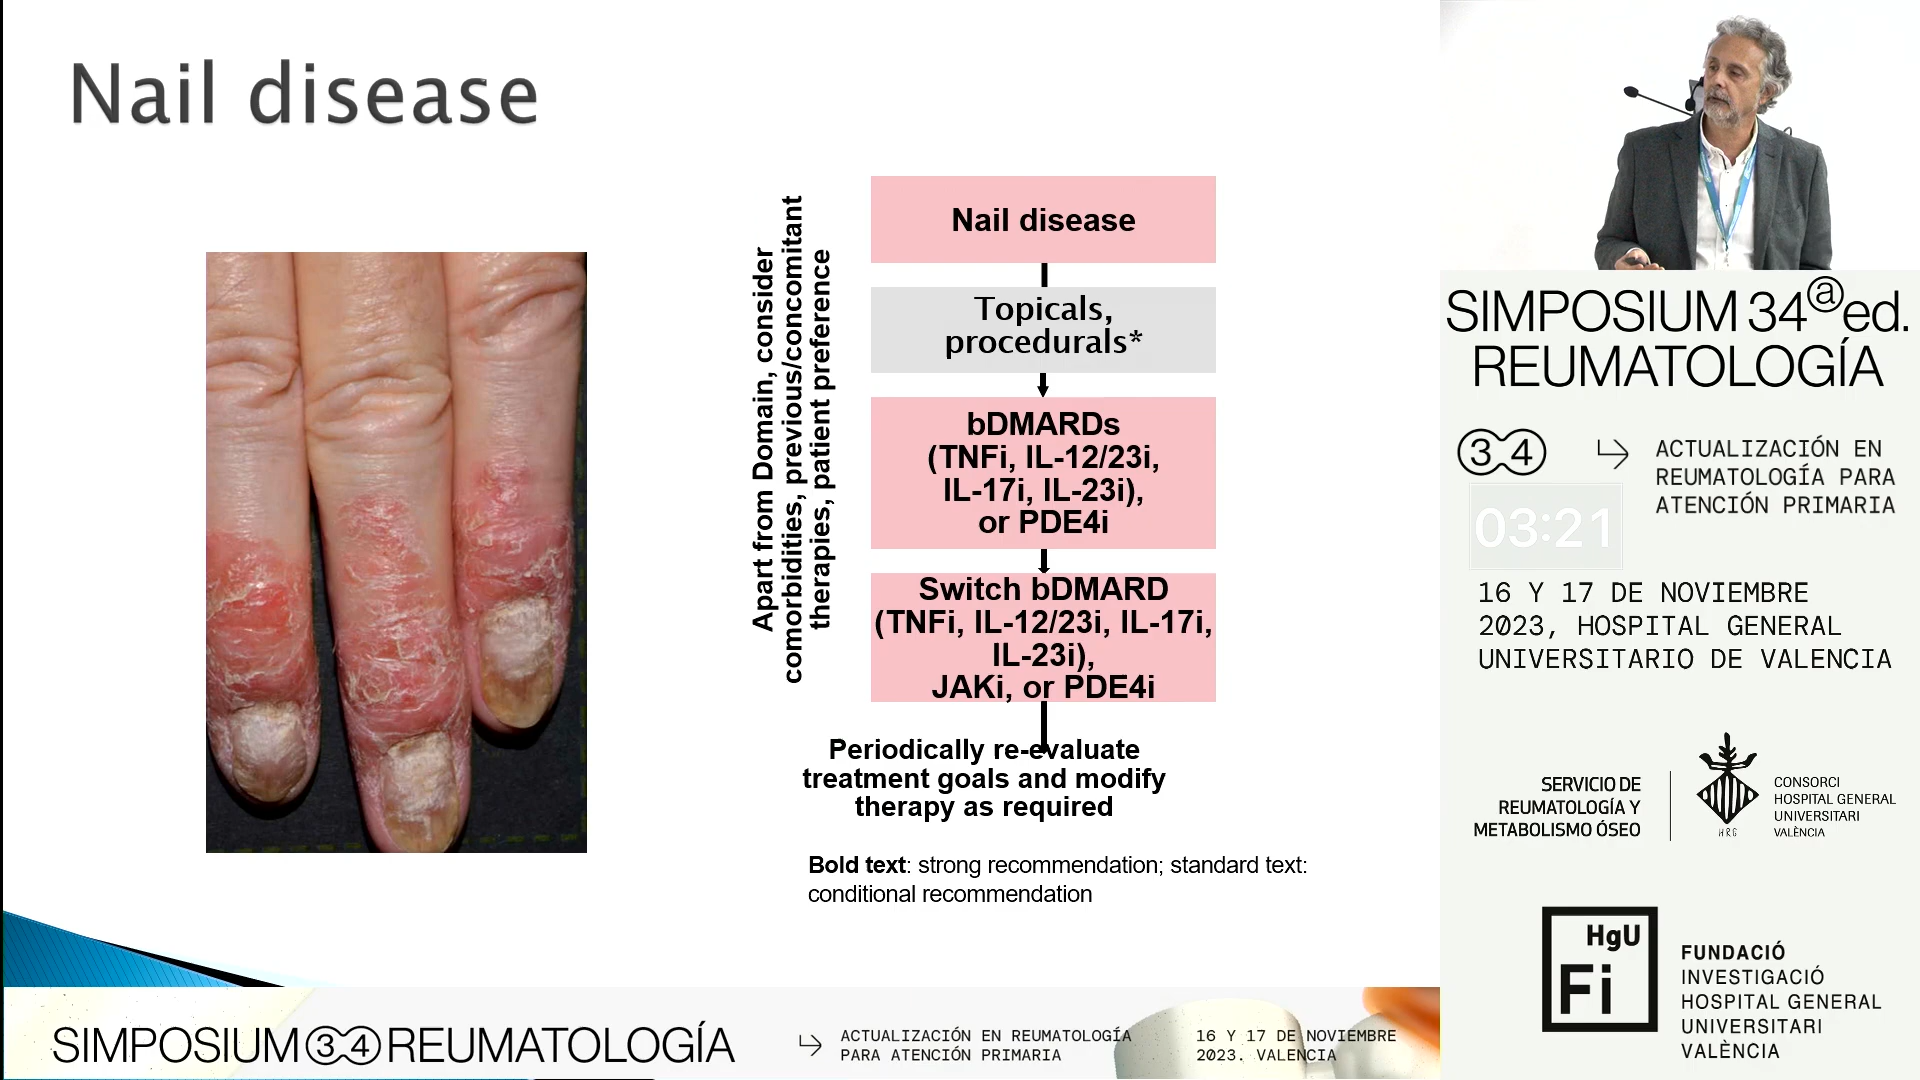 Nail disease
Apart from Domain, consider
comorbidities, previous/concomitant
therapies, patient preference
Nail disease
Topicals,
procedurals*
bDMARDs
(TNFi, IL-12/23i,
IL-17i, IL-23i),
or PDE4i
Switch bDMARD
(TNFi, IL-12/23i, IL-17i,
IL-23i),
JAKi, or PDE4i
Periodically re-evaluate
treatment goals and modify
therapy as required
Bold text: strong recommendation; standard text:
conditional recommendation
SIMPOSIUM 34 REUMATOLOGÍA
ACTUALIZACIÓN EN REUMATOLOGÍA
PARA ATENCIÓN PRIMARIA
16 Y 17 DE NOVIEMBRE
2023. VALENCIA
SIMPOSIUM 34ªed.
REUMATOLOGÍA
34
ACTUALIZACIÓN EN
REUMATOLOGÍA PARA
ATENCIÓN PRIMARIA
03:21
16 Y 17 DE NOVIEMBRE
2023, HOSPITAL GENERAL
UNIVERSITARIO DE VALENCIA
SERVICIO DE
REUMATOLOGÍA Y
METABOLISMO ÓSEO
HRG
CONSORCI
HOSPITAL GENERAL
UNIVERSITARI
VALÈNCIA
HgU
Fi
FUNDACIÓ
INVESTIGACIÓ
HOSPITAL GENERAL
UNIVERSITARI
VALÈNCIA